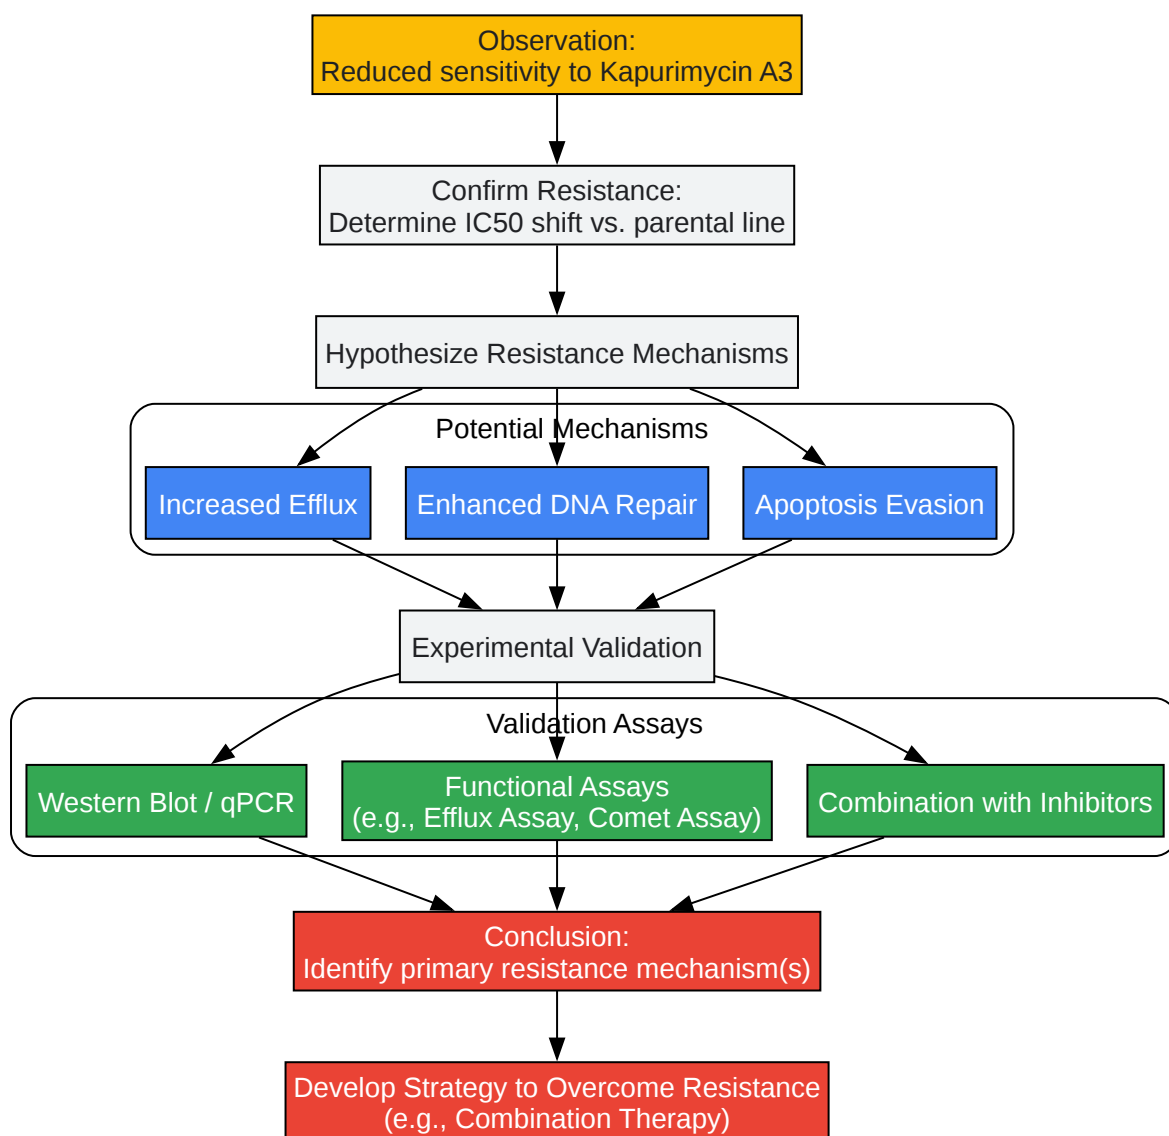 Observation:
Reduced sensitivity to Kapurimycin A3
Confirm Resistance:
Determine IC50 shift vs. parental line
Hypothesize Resistance Mechanisms
Potential Mechanisms
Increased Efflux
Enhanced DNA Repair
Apoptosis Evasion
Experimental Validation
Validation Assays
Western Blot / qPCR
Functional Assays
(e.g., Efflux Assay, Comet Assay)
Combination with Inhibitors
Conclusion:
Identify primary resistance mechanism(s)
Develop Strategy to Overcome Resistance
(e.g., Combination Therapy)